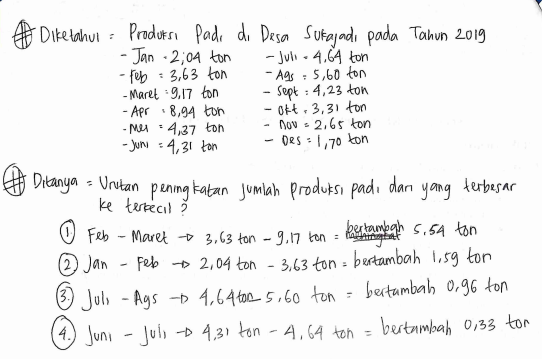 Diketahui = Produksi Padi di Desa Sukajadi pada Tahun 2019
- Jan = 2,04 ton - Juli = 4,64 ton
- Feb = 3,63 ton - Ags = 5,60 ton
- Maret = 9,17 ton - Sept = 4,23 ton
- Apr = 8,94 ton - Okt = 3,31 ton
- Mei = 4,37 ton - Nov = 2,65 ton
- Juni = 4,31 ton - Des = 1,70 ton
Ditanya = Urutan peningkatan jumlah produksi padi dari yang terbesar
ke terkecil ?
1 Feb - Maret → 3,63 ton - 9,17 ton = bertambah 5,54 ton
2. Jan - Feb → 2,04 ton - 3,63 ton = bertambah 1,59 ton
3. Juli - Ags → 4,64 ton - 5,60 ton = bertambah 0,96 ton
4. Juni - Juli → 4,31 ton - 4,64 ton = bertambah 0,33 ton